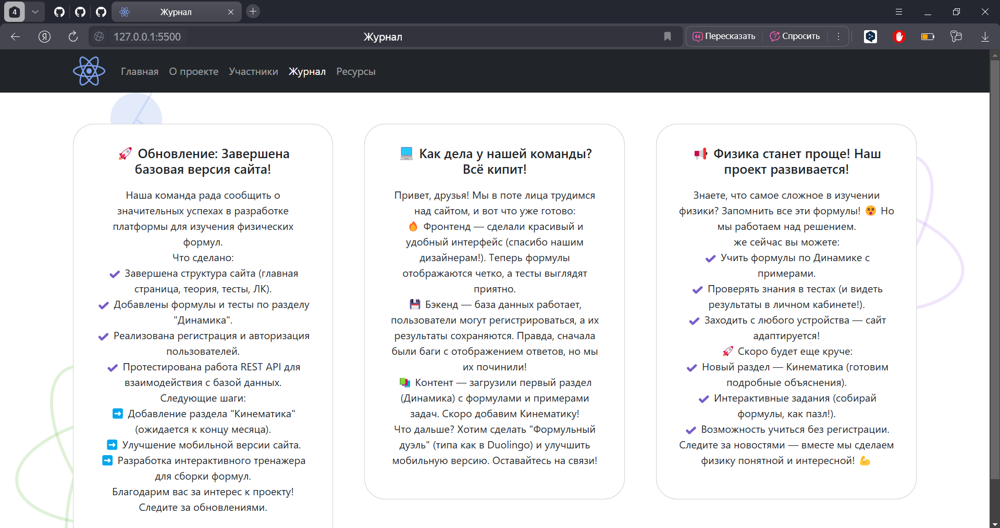 4
Журнал
Я
127.0.0.1:5500
Журнал
Пересказать
Спросить
Главная
О проекте
Участники
Журнал
Ресурсы
🚀 Обновление: Завершена
базовая версия сайта!
Наша команда рада сообщить о
значительных успехах в разработке
платформы для изучения физических
формул.
Что сделано:
✔ Завершена структура сайта (главная
страница, теория, тесты, ЛК).
✔ Добавлены формулы и тесты по разделу
"Динамика".
✔ Реализована регистрация и авторизация
пользователей.
✔ Протестирована работа REST API для
взаимодействия с базой данных.
Следующие шаги:
➡ Добавление раздела "Кинематика"
(ожидается к концу месяца).
➡ Улучшение мобильной версии сайта.
➡ Разработка интерактивного тренажера
для сборки формул.
Благодарим вас за интерес к проекту!
Следите за обновлениями.
💻 Как дела у нашей команды?
Всё кипит!
Привет, друзья! Мы в поте лица трудимся
над сайтом, и вот что уже готово:
🔥 Фронтенд — сделали красивый и
удобный интерфейс (спасибо нашим
дизайнерам!). Теперь формулы
отображаются четко, а тесты выглядят
приятно.
💾 Бэкенд — база данных работает,
пользователи могут регистрироваться, а их
результаты сохраняются. Правда, сначала
были баги с отображением ответов, но мы
их починили!
📚 Контент — загрузили первый раздел
(Динамика) с формулами и примерами
задач. Скоро добавим Кинематику!
Что дальше? Хотим сделать "Формульный
дуэль" (типа как в Duolingo) и улучшить
мобильную версию. Оставайтесь на связи!
📢 Физика станет проще! Наш
проект развивается!
Знаете, что самое сложное в изучении
физики? Запомнить все эти формулы! 😵 Но
мы работаем над решением.
же сейчас вы можете:
✔ Учить формулы по Динамике с
примерами.
✔ Проверять знания в тестах (и видеть
результаты в личном кабинете!).
✔ Заходить с любого устройства — сайт
адаптируется!
🚀 Скоро будет еще круче:
✔ Новый раздел — Кинематика (готовим
подробные объяснения).
✔ Интерактивные задания (собирай
формулы, как пазл!).
✔ Возможность учиться без регистрации.
Следите за новостями — вместе мы сделаем
физику понятной и интересной! 💪